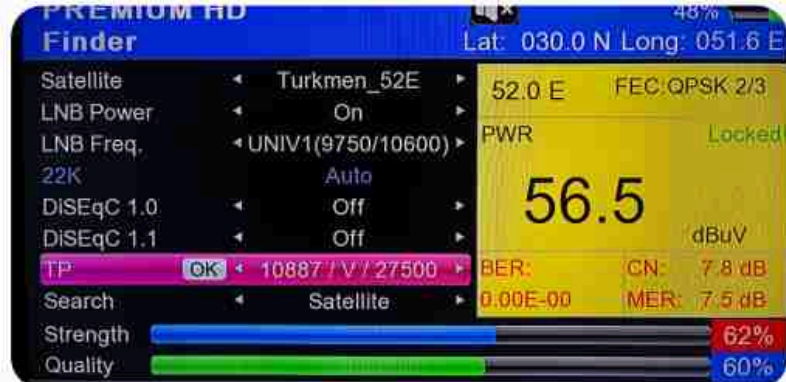 PREMIUM HD 48%
Finder Lat: 030.0 N Long: 051.6 E
Satellite Turkmen_52E
LNB Power On
LNB Freq. UNIV1(9750/10600)
22K Auto
DiSEqC 1.0 Off
DiSEqC 1.1 Off
TP OK 10887 / V / 27500
Search Satellite
52.0 E FEC:QPSK 2/3
PWR Locked
56.5
dBuV
BER: CN: 7.8 dB
0.00E-00 MER: 7.5 dB
Strength 62%
Quality 60%